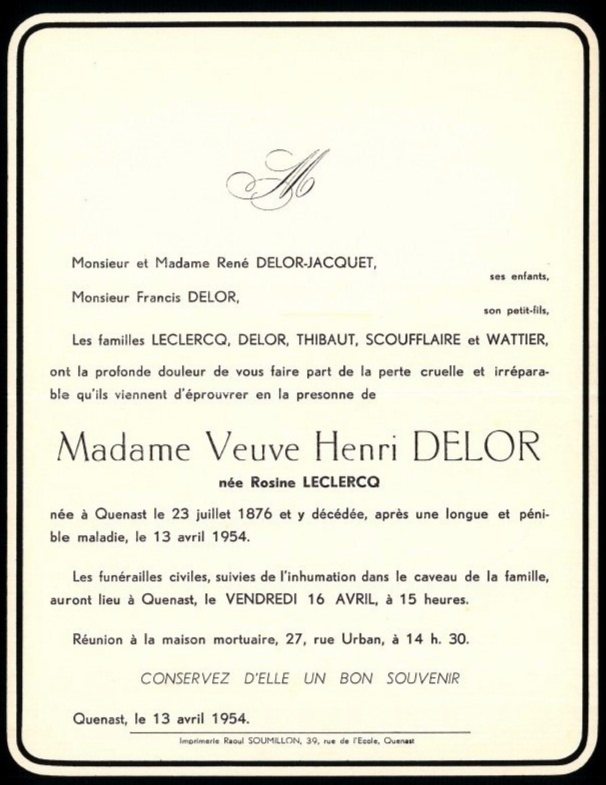 M
Monsieur et Madame René DELOR-JACQUET,
ses enfants,
Monsieur Francis DELOR,
son petit-fils,
Les familles LECLERCQ, DELOR, THIBAUT, SCOUFFLAIRE et WATTIER,
ont la profonde douleur de vous faire part de la perte cruelle et irrépara-
ble qu'ils viennent d'éprouver en la presonne de
Madame Veuve Henri DELOR
née Rosine LECLERCQ
née à Quenast le 23 juillet 1876 et y décédée, après une longue et péni-
ble maladie, le 13 avril 1954.
Les funérailles civiles, suivies de l'inhumation dans le caveau de la famille,
auront lieu à Quenast, le VENDREDI 16 AVRIL, à 15 heures.
Réunion à la maison mortuaire, 27, rue Urban, à 14 h. 30.
CONSERVEZ D'ELLE UN BON SOUVENIR
Quenast, le 13 avril 1954.
Imprimerie Raoul SOUMILLON, 39, rue de l'Ecole, Quenast